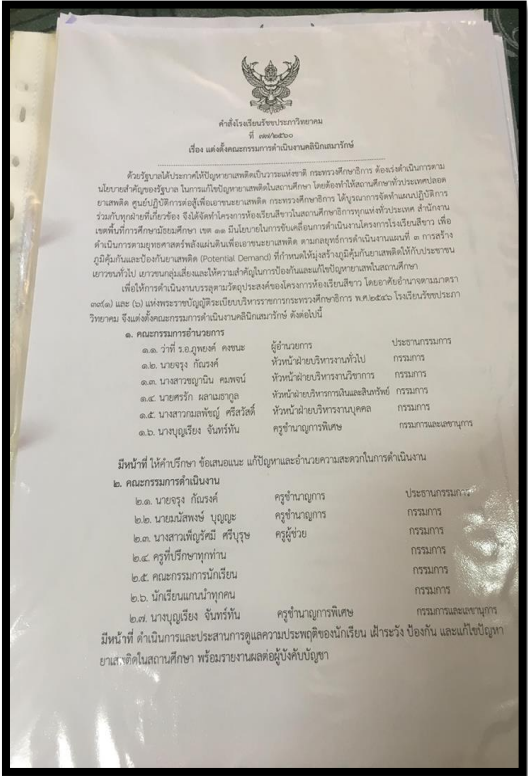 คำสั่งโรงเรียนรัชชประภาวิทยาคม
ที่ ๗๗/๒๕๖๐
เรื่อง แต่งตั้งคณะกรรมการดำเนินงานคลินิกเสมารักษ์
ด้วยรัฐบาลได้ประกาศให้ปัญหายาเสพติดเป็นวาระแห่งชาติ กระทรวงศึกษาธิการ ต้องเร่งดำเนินการตาม
นโยบายสำคัญของรัฐบาล ในการแก้ไขปัญหายาเสพติดในสถานศึกษา โดยต้องทำให้สถานศึกษาทั่วประเทศปลอด
ยาเสพติด ศูนย์ปฏิบัติการต่อสู้เพื่อเอาชนะยาเสพติด กระทรวงศึกษาธิการ ได้บูรณาการจัดทำแผนปฏิบัติการ
ร่วมกับทุกฝ่ายที่เกี่ยวข้อง จึงได้จัดทำโครงการห้องเรียนสีขาวในสถานศึกษาทุกแห่งทั่วประเทศ สำนักงาน
เขตพื้นที่การศึกษามัธยมศึกษา เขต ๑๑ มีนโยบายในการขับเคลื่อนการดำเนินงานโครงการโรงเรียนสีขาว เพื่อ
ดำเนินการตามยุทธศาสตร์พลังแผ่นดินเพื่อเอาชนะยาเสพติด ตามกลยุทธ์การดำเนินงานแผนที่ ๓ การสร้าง
ภูมิคุ้มกันและป้องกันยาเสพติด (Potential Demand) ที่กำหนดให้มุ่งสร้างภูมิคุ้มกันยาเสพติดให้กับประชาชน
เยาวชนทั่วไป เยาวชนกลุ่มเสี่ยงและให้ความสำคัญในการป้องกันและแก้ไขปัญหายาเสพในสถานศึกษา
เพื่อให้การดำเนินงานบรรลุตามวัตถุประสงค์ของโครงการห้องเรียนสีขาว โดยอาศัยอำนาจตามมาตรา
๓๙(๑) และ (๖) แห่งพระราชบัญญัติระเบียบบริหารราชการกระทรวงศึกษาธิการ พ.ศ.๒๕๔๖ โรงเรียนรัชชประภา
วิทยาคม จึงแต่งตั้งคณะกรรมการดำเนินงานคลินิกเสมารักษ์ ดังต่อไปนี้
๑. คณะกรรมการอำนวยการ
๑.๑. ว่าที่ ร.อ.ภูพยงค์ คงชนะ ผู้อำนวยการ ประธานกรรมการ
๑.๒. นายจรุง กัณรงค์ หัวหน้าฝ่ายบริหารงานทั่วไป กรรมการ
๑.๓. นางสาวชญานิน คมพจน์ หัวหน้าฝ่ายบริหารงานวิชาการ กรรมการ
๑.๔. นายศรรัก ผลาเมธากูล หัวหน้าฝ่ายบริหารการเงินและสินทรัพย์ กรรมการ
๑.๕. นางสาวกมลพัชญ์ ศรีสวัสดิ์ หัวหน้าฝ่ายบริหารงานบุคคล กรรมการ
๑.๖. นางบุญเรียง จันทร์ทัน ครูชำนาญการพิเศษ กรรมการและเลขานุการ
มีหน้าที่ ให้คำปรึกษา ข้อเสนอแนะ แก้ปัญหาและอำนวยความสะดวกในการดำเนินงาน
๒. คณะกรรมการดำเนินงาน
๒.๑. นายจรุง กัณรงค์ ครูชำนาญการ ประธานกรรมการ
๒.๒. นายมนัสพงษ์ บุญญะ ครูชำนาญการ กรรมการ
๒.๓. นางสาวเพ็ญรัศมี ศรีบุรุษ ครูผู้ช่วย กรรมการ
๒.๔. ครูที่ปรึกษาทุกท่าน กรรมการ
๒.๕. คณะกรรมการนักเรียน กรรมการ
๒.๖. นักเรียนแกนนำทุกคน กรรมการ
๒.๗. นางบุญเรียง จันทร์ทัน ครูชำนาญการพิเศษ กรรมการและเลขานุการ
มีหน้าที่ ดำเนินการและประสานการดูแลความประพฤติของนักเรียน เฝ้าระวัง ป้องกัน และแก้ไขปัญหา
ยาเสพติดในสถานศึกษา พร้อมรายงานผลต่อผู้บังคับบัญชา